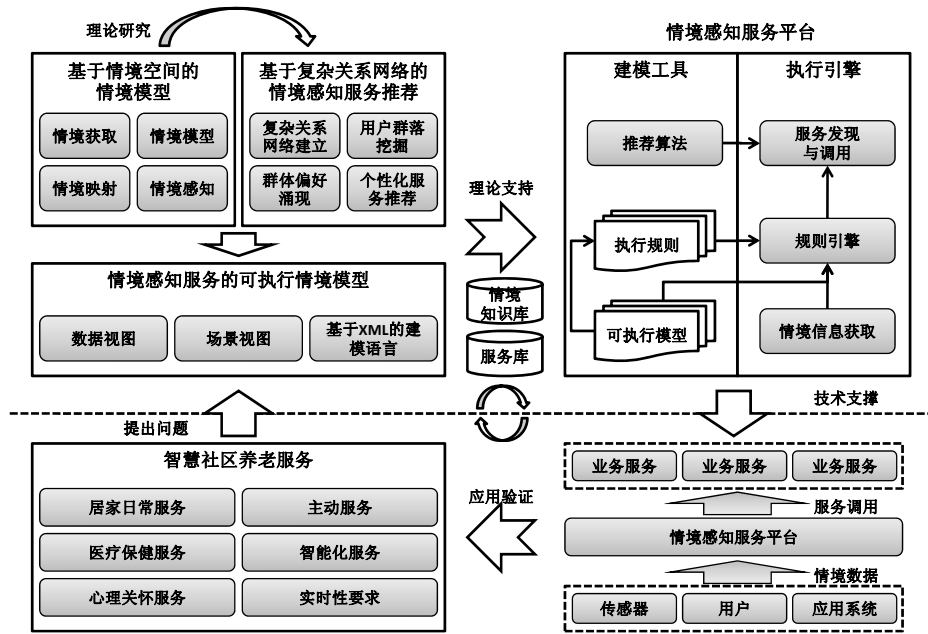 理论研究
基于情境空间的
情境模型
情境获取
情境模型
情境映射
情境感知
基于复杂关系网络的
情境感知服务推荐
复杂关系
网络建立
用户群落
挖掘
群体偏好
涌现
个性化服
务推荐
情境感知服务的可执行情境模型
数据视图
场景视图
基于XML的建
模语言
理论支持
情境
知识库
服务库
情境感知服务平台
建模工具
执行引擎
推荐算法
服务发现
与调用
执行规则
规则引擎
可执行模型
情境信息获取
提出问题
技术支撑
智慧社区养老服务
居家日常服务
主动服务
医疗保健服务
智能化服务
心理关怀服务
实时性要求
应用验证
业务服务
业务服务
业务服务
服务调用
情境感知服务平台
情境数据
传感器
用户
应用系统